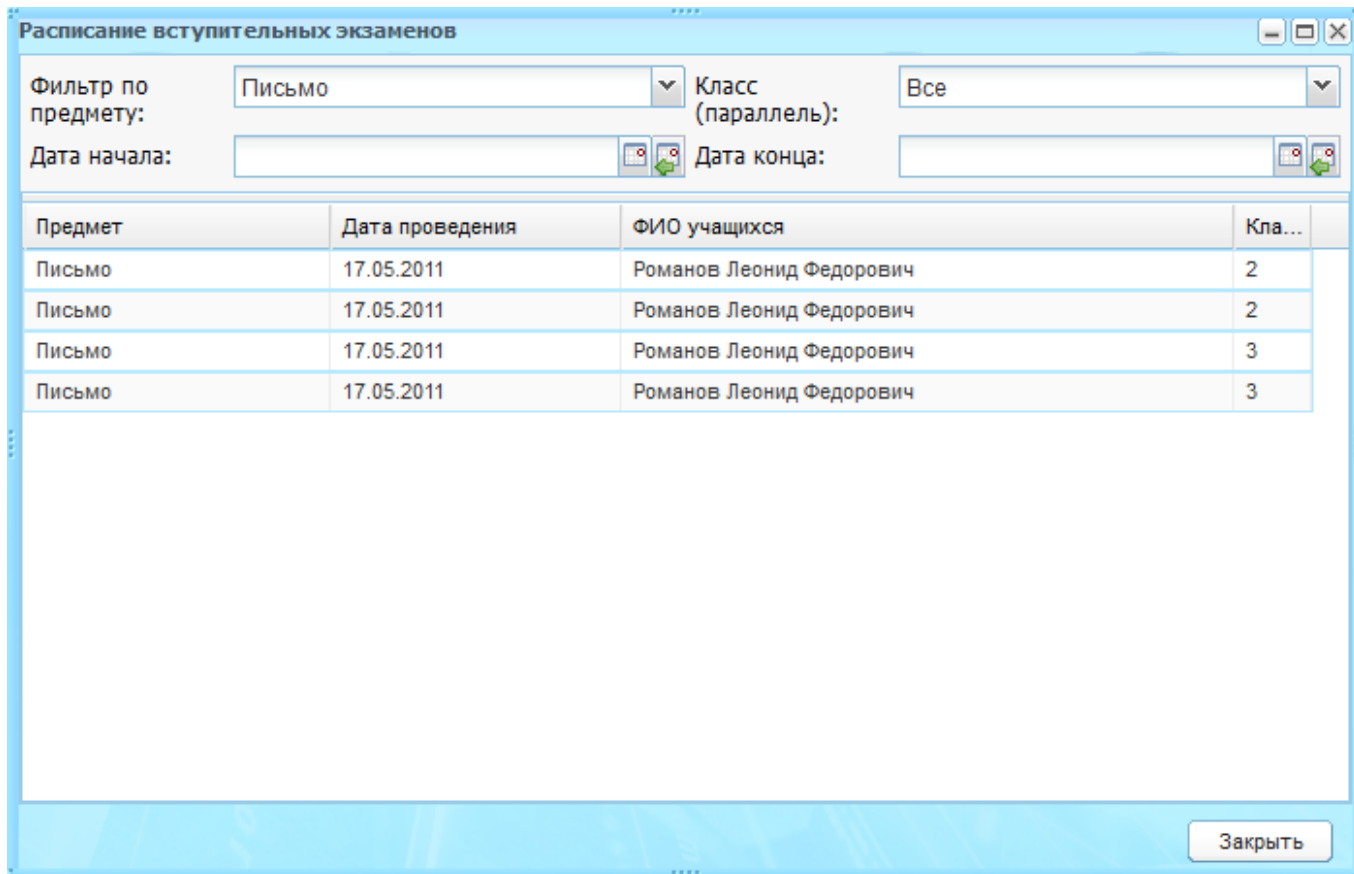 Расписание вступительных экзаменов
Фильтр по предмету: Письмо Класс (параллель): Все
Дата начала: Дата конца:
Предмет Дата проведения ФИО учащихся Кла...
Письмо 17.05.2011 Романов Леонид Федорович 2
Письмо 17.05.2011 Романов Леонид Федорович 2
Письмо 17.05.2011 Романов Леонид Федорович 3
Письмо 17.05.2011 Романов Леонид Федорович 3
Закрыть